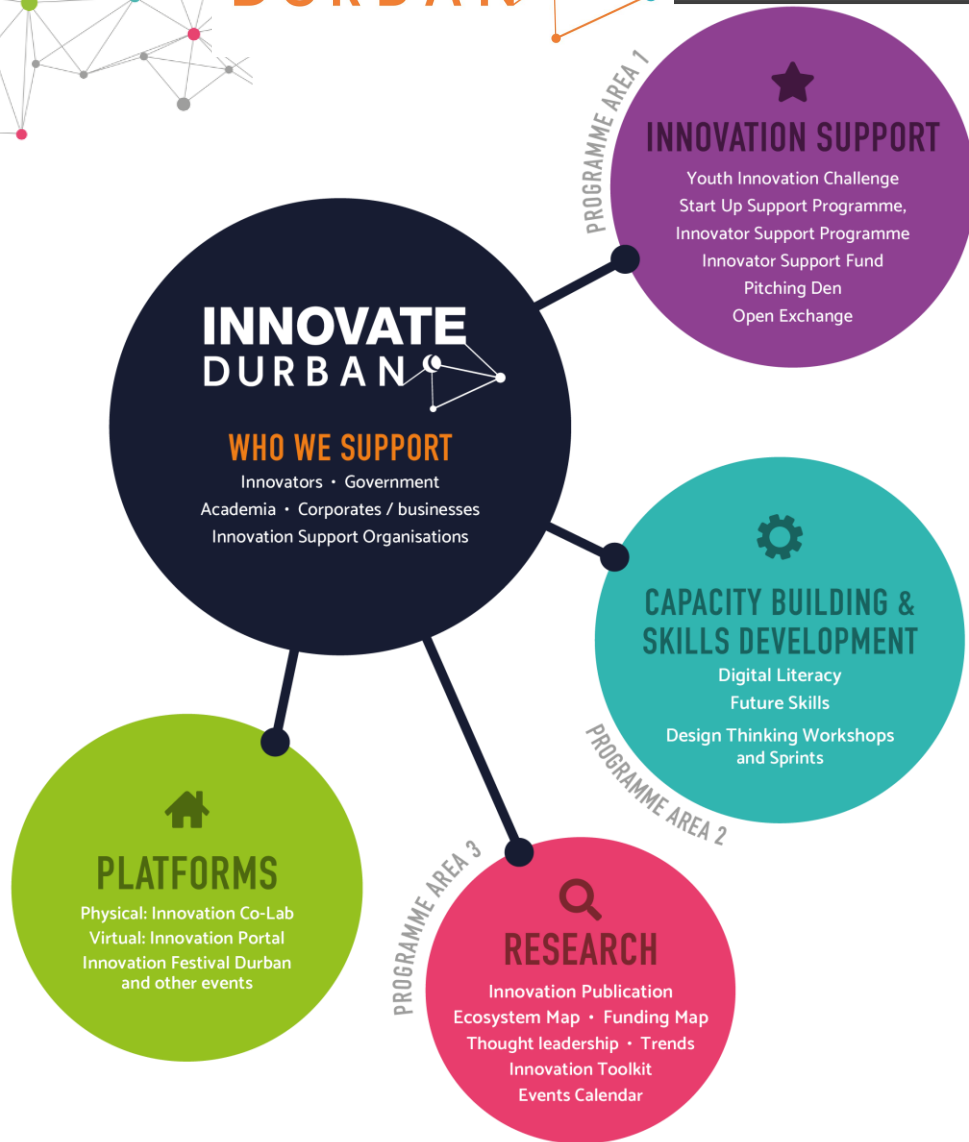 DURBAN
PROGRAMME AREA 1
INNOVATION SUPPORT
Youth Innovation Challenge
Start Up Support Programme,
Innovator Support Programme
Innovator Support Fund
Pitching Den
Open Exchange
INNOVATE
DURBAN
WHO WE SUPPORT
Innovators • Government
Academia • Corporates / businesses
Innovation Support Organisations
CAPACITY BUILDING &
SKILLS DEVELOPMENT
Digital Literacy
Future Skills
Design Thinking Workshops
and Sprints
PROGRAMME AREA 2
PLATFORMS
Physical: Innovation Co-Lab
Virtual: Innovation Portal
Innovation Festival Durban
and other events
PROGRAMME AREA 3
RESEARCH
Innovation Publication
Ecosystem Map • Funding Map
Thought leadership • Trends
Innovation Toolkit
Events Calendar